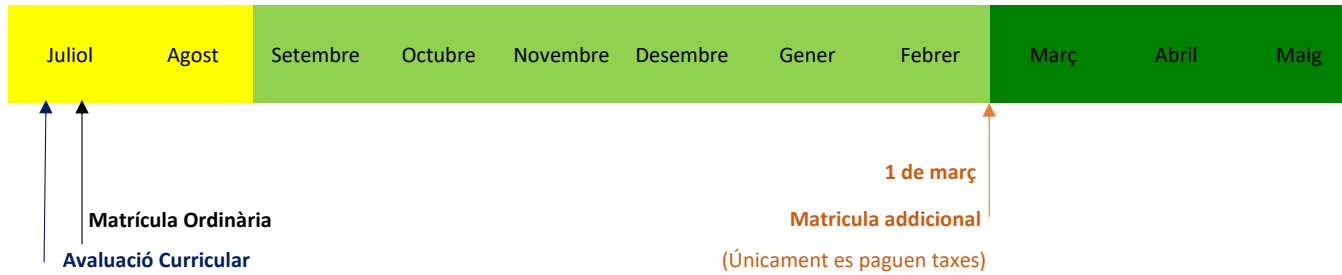 Juliol Agost Setembre Octubre Novembre Desembre Gener Febrer Març Abril Maig
1 de març
Matrícula Ordinària Matricula addicional
Avaluació Curricular (Únicament es paguen taxes)